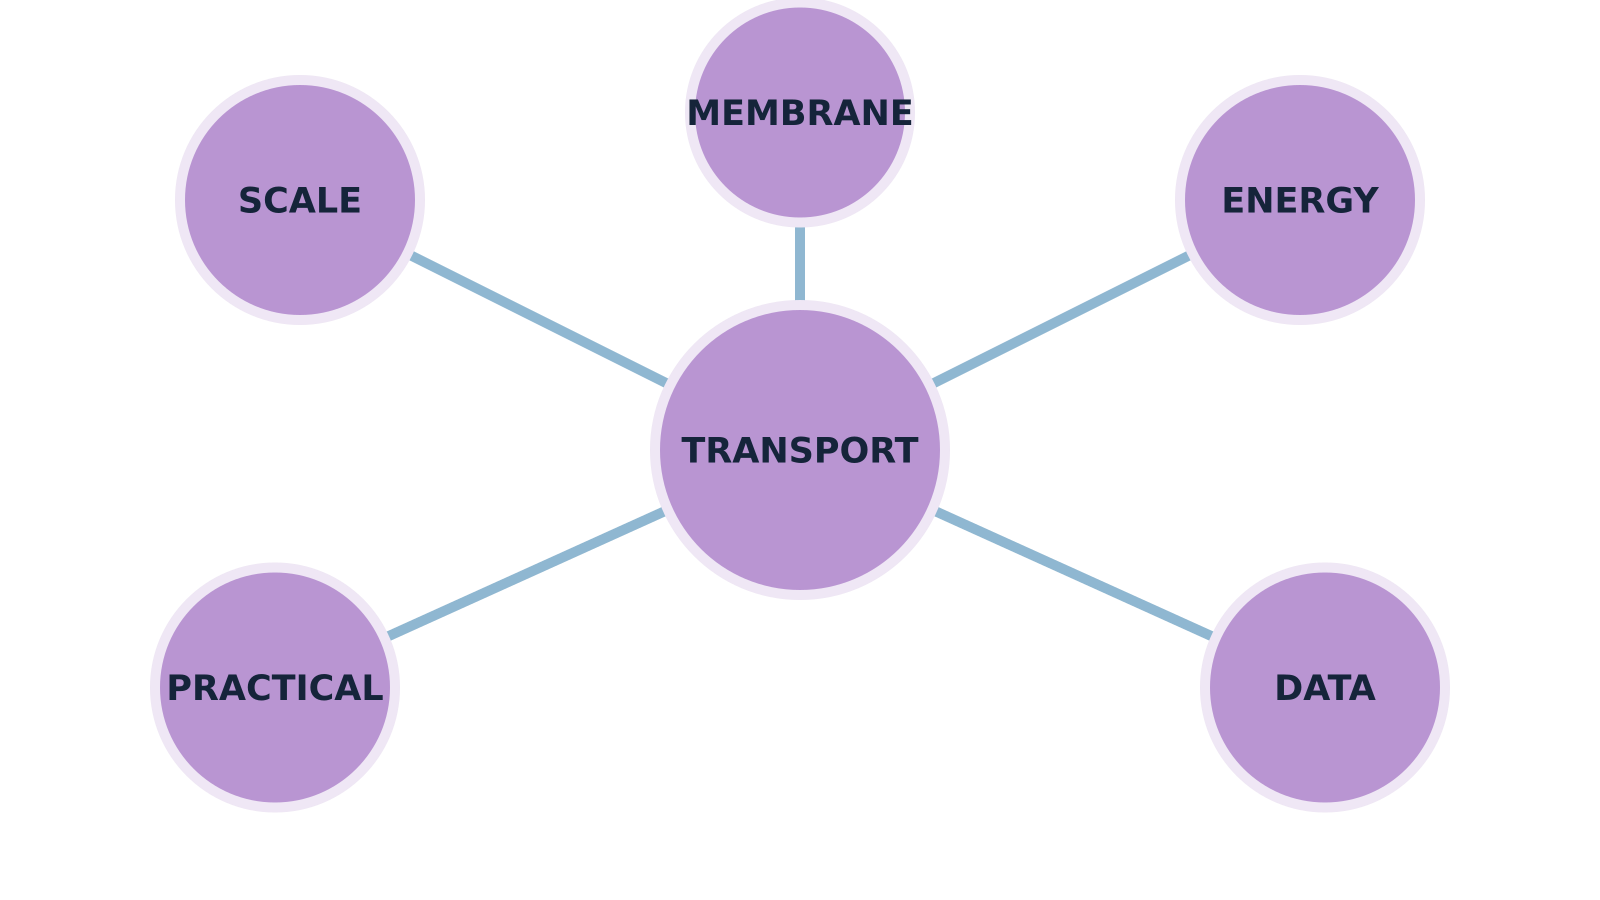 MEMBRANE
SCALE
ENERGY
TRANSPORT
PRACTICAL
DATA